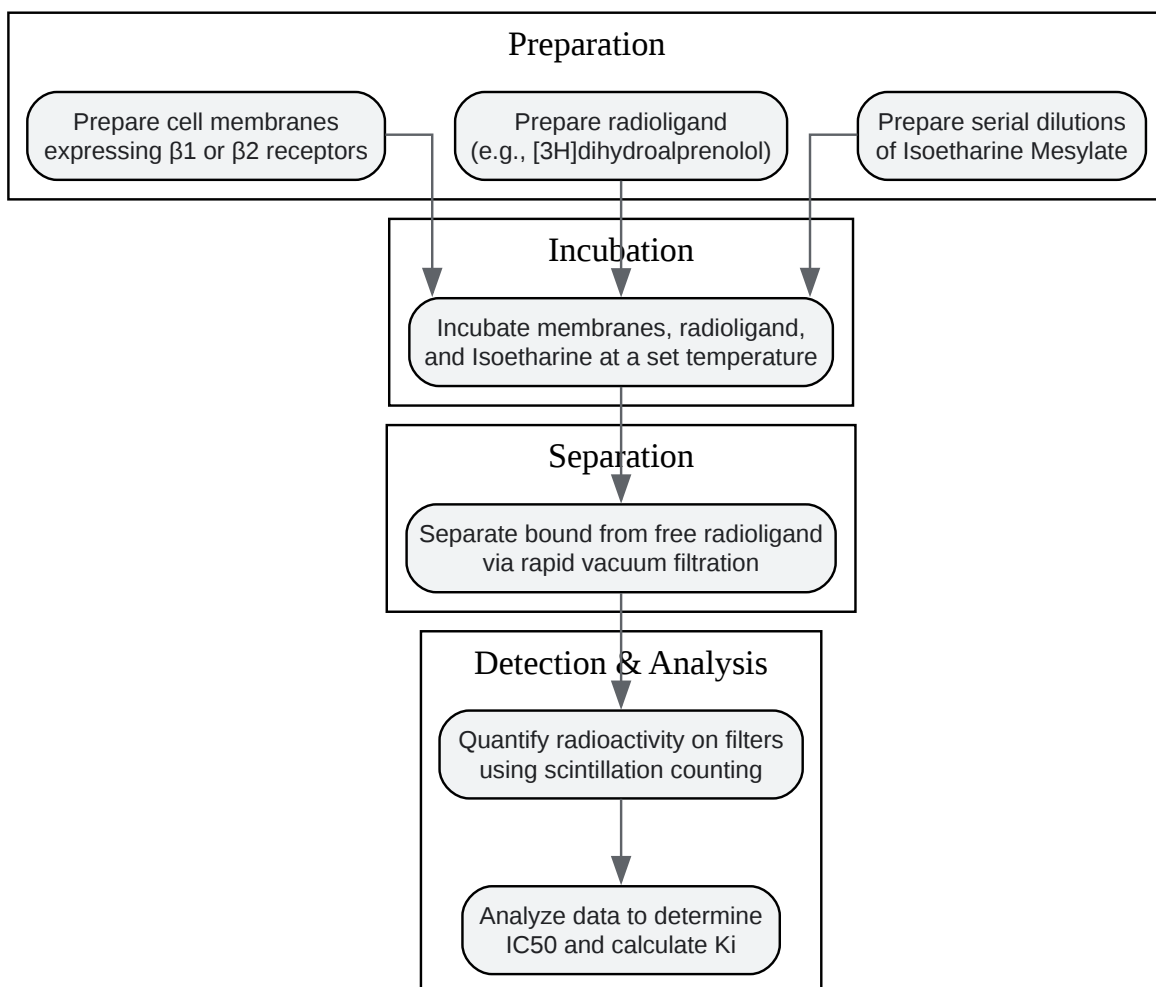 Preparation
Prepare cell membranes
expressing β1 or β2 receptors
Prepare radioligand
(e.g., [3H]dihydroalprenolol)
Prepare serial dilutions
of Isoetharine Mesylate
Incubation
Incubate membranes, radioligand,
and Isoetharine at a set temperature
Separation
Separate bound from free radioligand
via rapid vacuum filtration
Detection & Analysis
Quantify radioactivity on filters
using scintillation counting
Analyze data to determine
IC50 and calculate Ki